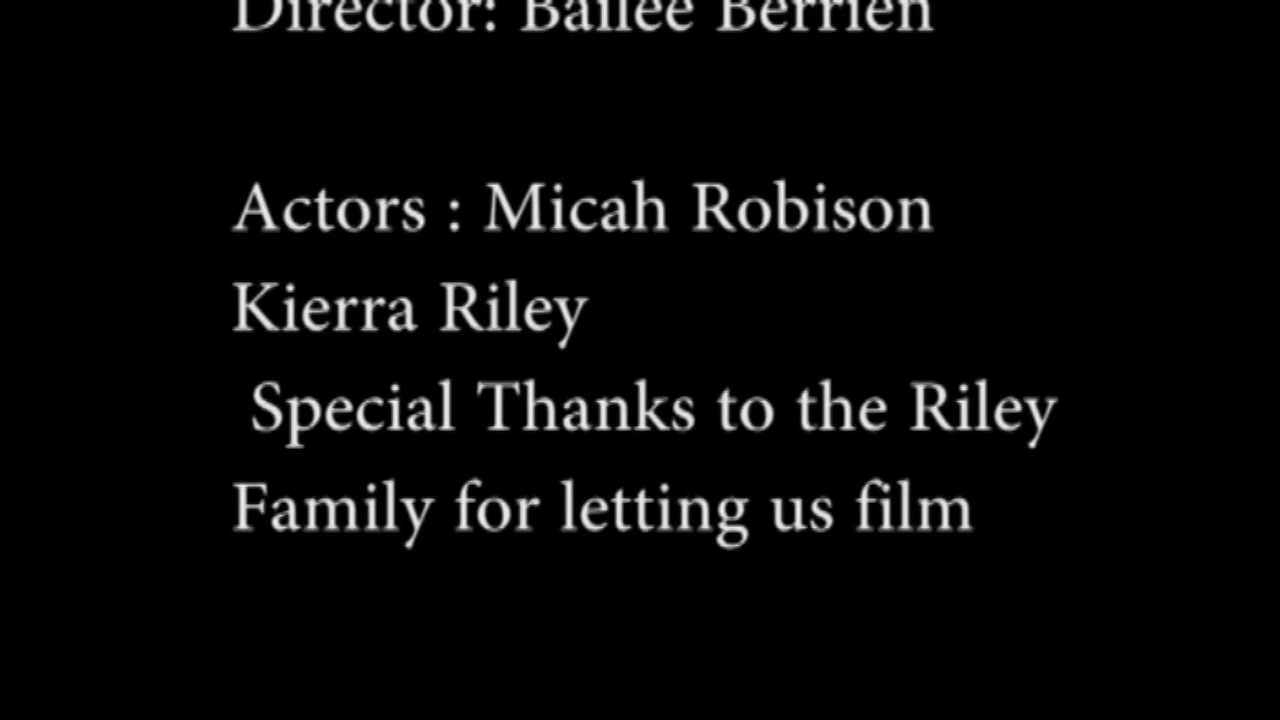 Director: Bailee Berrien
Actors : Micah Robison
Kierra Riley
Special Thanks to the Riley
Family for letting us film